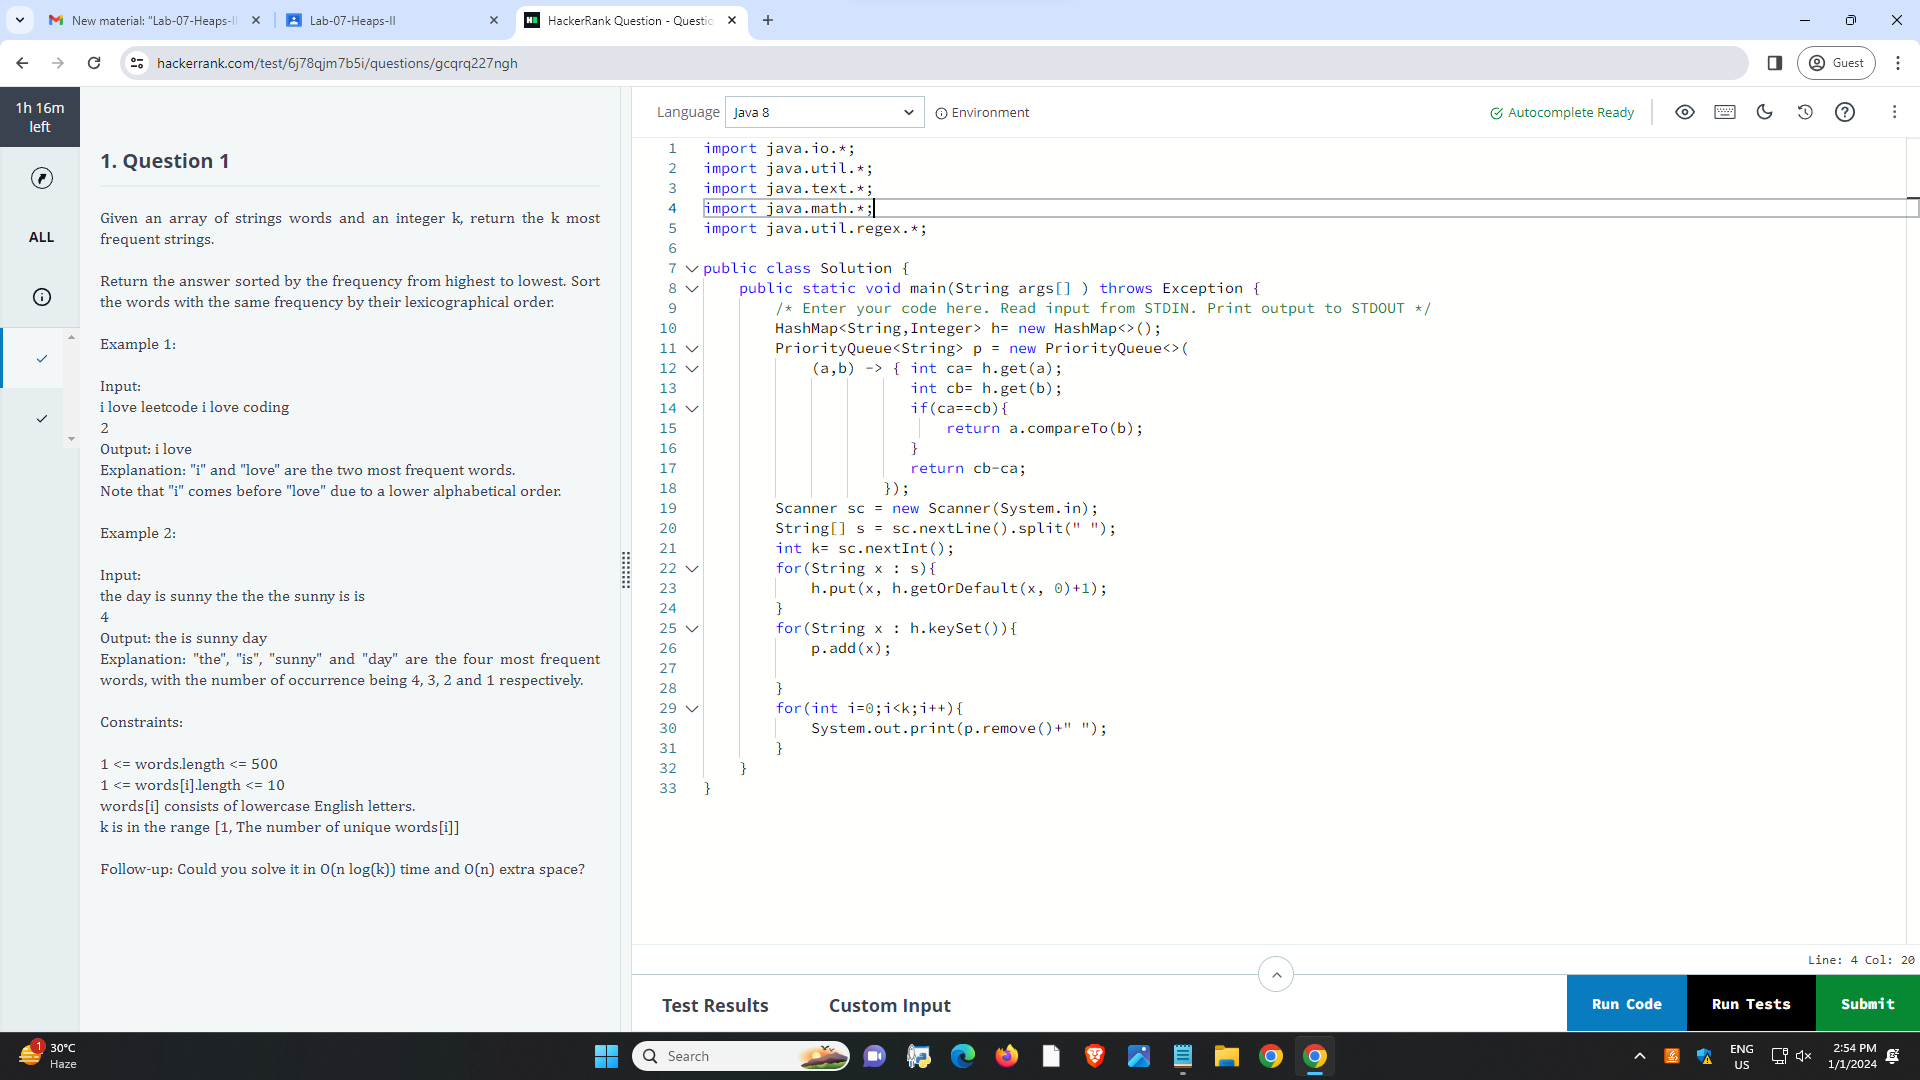 New material: "Lab-07-Heaps-II
Lab-07-Heaps-II
HackerRank Question - Questio
hackerrank.com/test/6j78qjm7b5i/questions/gcqrq227ngh
Guest
1h 16m
left
ALL
1. Question 1
Given an array of strings words and an integer k, return the k most
frequent strings.
Return the answer sorted by the frequency from highest to lowest. Sort
the words with the same frequency by their lexicographical order.
Example 1:
Input:
i love leetcode i love coding
2
Output: i love
Explanation: "i" and "love" are the two most frequent words.
Note that "i" comes before "love" due to a lower alphabetical order.
Example 2:
Input:
the day is sunny the the the sunny is is
4
Output: the is sunny day
Explanation: "the", "is", "sunny" and "day" are the four most frequent
words, with the number of occurrence being 4, 3, 2 and 1 respectively.
Constraints:
1 <= words.length <= 500
1 <= words[i].length <= 10
words[i] consists of lowercase English letters.
k is in the range [1, The number of unique words[i]]
Follow-up: Could you solve it in O(n log(k)) time and O(n) extra space?
Language Java 8 Environment Autocomplete Ready
1 import java.io.*;
2 import java.util.*;
3 import java.text.*;
4 import java.math.*;
5 import java.util.regex.*;
6
7 public class Solution {
8 public static void main(String args[] ) throws Exception {
9 /* Enter your code here. Read input from STDIN. Print output to STDOUT */
10 HashMap<String,Integer> h= new HashMap<>();
11 PriorityQueue<String> p = new PriorityQueue<>(
12 (a,b) -> { int ca= h.get(a);
13 int cb= h.get(b);
14 if(ca==cb){
15 return a.compareTo(b);
16 }
17 return cb-ca;
18 });
19 Scanner sc = new Scanner(System.in);
20 String[] s = sc.nextLine().split(" ");
21 int k= sc.nextInt();
22 for(String x : s){
23 h.put(x, h.getOrDefault(x, 0)+1);
24 }
25 for(String x : h.keySet()){
26 p.add(x);
27
28 }
29 for(int i=0;i<k;i++){
30 System.out.print(p.remove()+" ");
31 }
32 }
33 }
Line: 4 Col: 20
Test Results
Custom Input
Run Code
Run Tests
Submit
1
30°C
Haze
Search
ENG
US
2:54 PM
1/1/2024